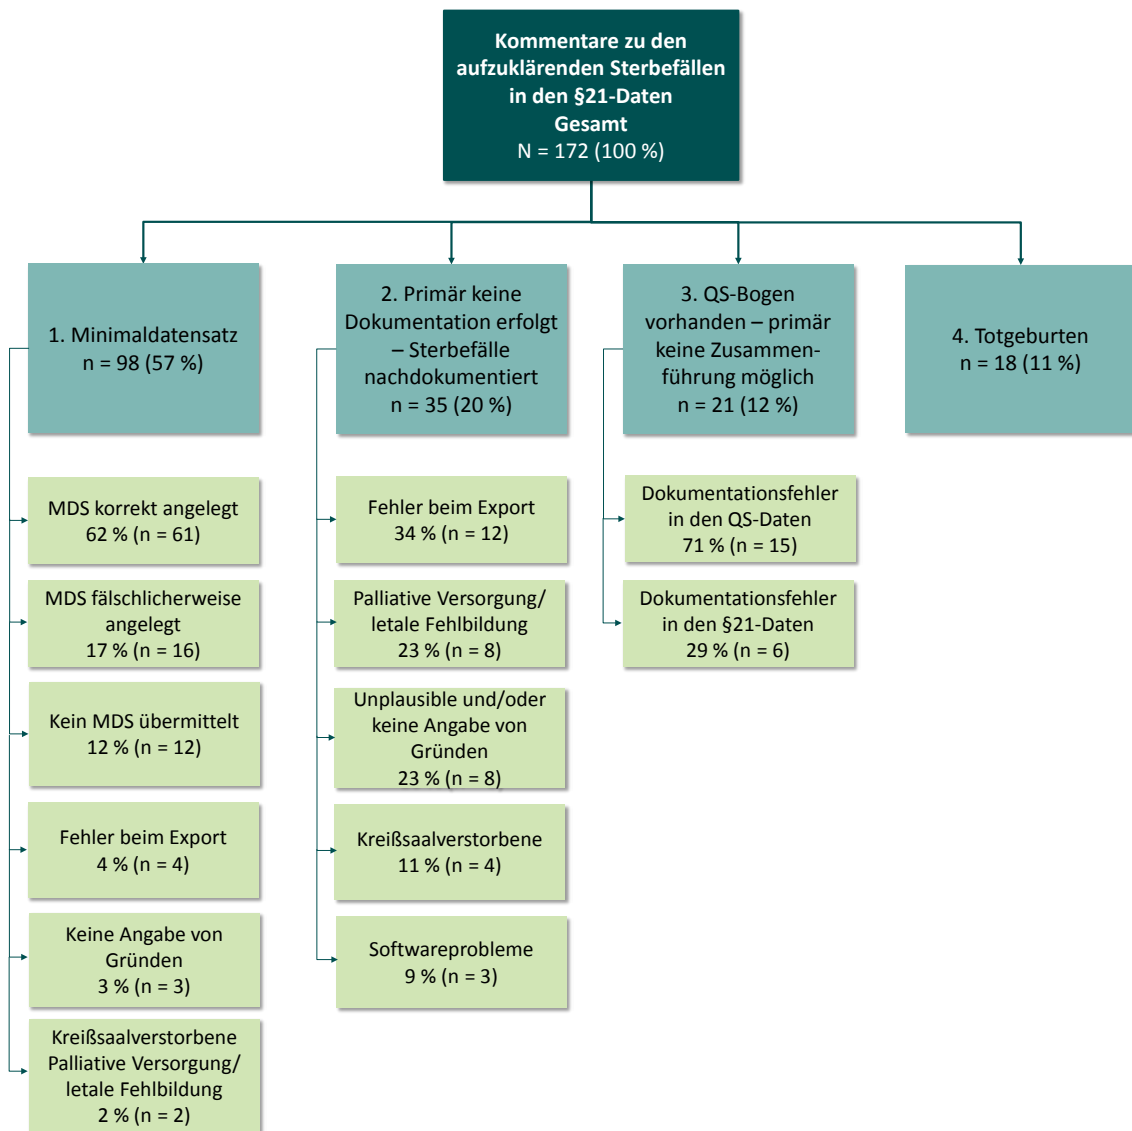 Kommentare zu den
aufzuklärenden Sterbefällen
in den §21-Daten
Gesamt
N = 172 (100 %)
1. Minimaldatensatz
n = 98 (57 %)
MDS korrekt angelegt
62 % (n = 61)
MDS fälschlicherweise
angelegt
17 % (n = 16)
Kein MDS übermittelt
12 % (n = 12)
Fehler beim Export
4 % (n = 4)
Keine Angabe von
Gründen
3 % (n = 3)
Kreißsaalverstorbene
Palliative Versorgung/
letale Fehlbildung
2 % (n = 2)
2. Primär keine
Dokumentation erfolgt
– Sterbefälle
nachdokumentiert
n = 35 (20 %)
Fehler beim Export
34 % (n = 12)
Palliative Versorgung/
letale Fehlbildung
23 % (n = 8)
Unplausible und/oder
keine Angabe von
Gründen
23 % (n = 8)
Kreißsaalverstorbene
11 % (n = 4)
Softwareprobleme
9 % (n = 3)
3. QS-Bogen
vorhanden – primär
keine Zusammen-
führung möglich
n = 21 (12 %)
Dokumentationsfehler
in den QS-Daten
71 % (n = 15)
Dokumentationsfehler
in den §21-Daten
29 % (n = 6)
4. Totgeburten
n = 18 (11 %)